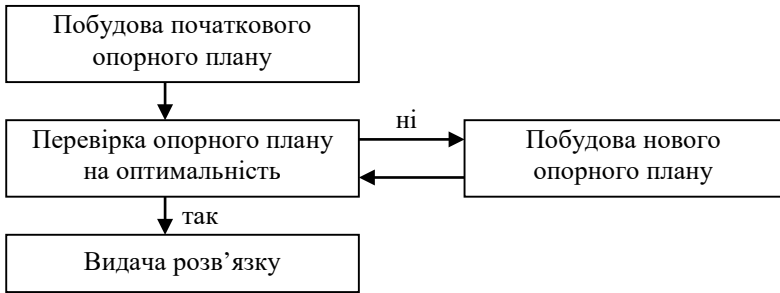 Побудова початкового
опорного плану
Перевірка опорного плану
на оптимальність
ні
Побудова нового
опорного плану
так
Видача розв’язку